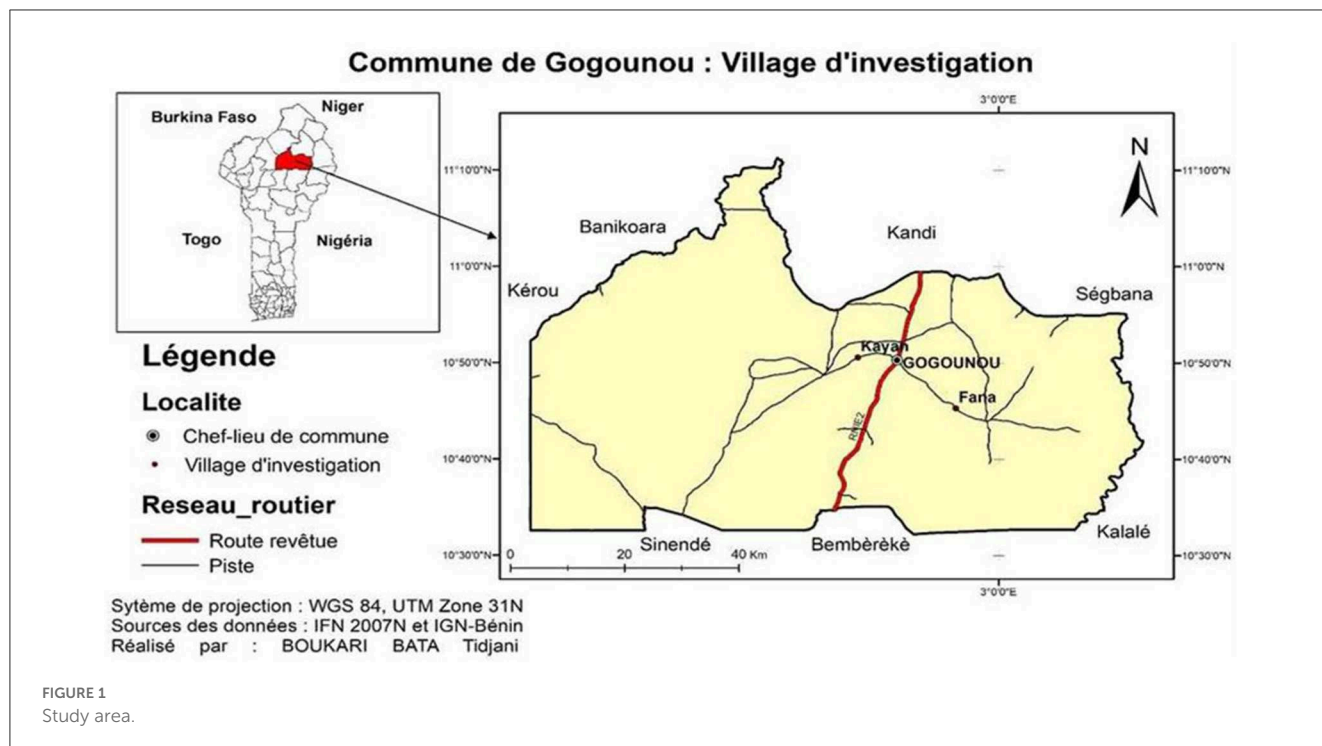 Commune de Gogounou : Village d'investigation
Burkina Faso
Niger
Togo
Nigéria
3°0'0"E
N
11°10'0"N
11°10'0"N
Banikoara
Kandi
11°0'0"N
11°0'0"N
Kérou
Ségbana
Kayan
10°50'0"N
GOGOUNOU
10°50'0"N
Fana
10°40'0"N
10°40'0"N
Sinendé
Bembèrèkè
Kalalé
10°30'0"N
0
20
40 Km
10°30'0"N
3°0'0"E
Légende
Localite
Chef-lieu de commune
Village d'investigation
Reseau_routier
Route revêtue
Piste
Sytème de projection : WGS 84, UTM Zone 31N
Sources des données : IFN 2007N et IGN-Bénin
Réalisé par : BOUKARI BATA Tidjani
FIGURE 1
Study area.